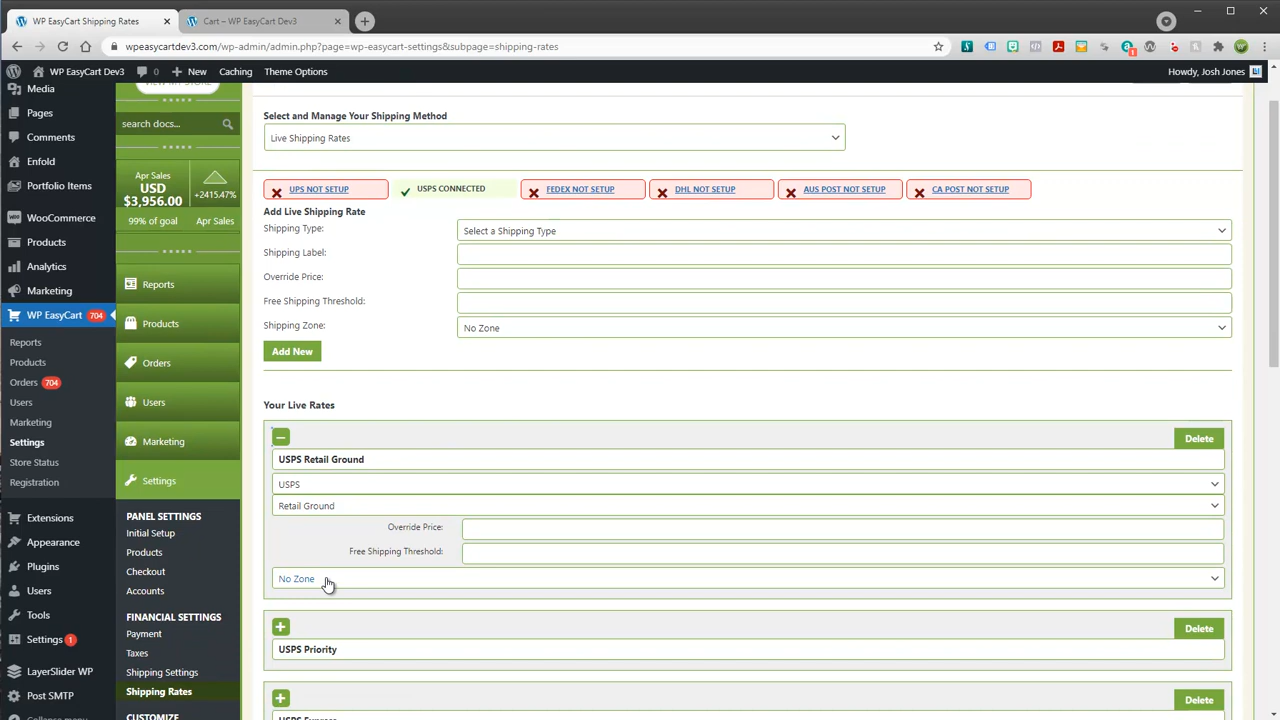 WP EasyCart Shipping Rates
Cart – WP EasyCart Dev3
wpeasycartdev3.com/wp-admin/admin.php?page=wp-easycart-settings&subpage=shipping-rates
WP EasyCart Dev3
0
New
Caching
Theme Options
Howdy, Josh Jones
Media
Pages
Comments
Enfold
Portfolio Items
WooCommerce
Products
Analytics
Marketing
WP EasyCart 704
Reports
Products
Orders 704
Users
Marketing
Settings
Store Status
Registration
Extensions
Appearance
Plugins
Users
Tools
Settings 1
LayerSlider WP
Post SMTP
Collapse menu
VIEW MY STORE
search docs...
Apr Sales
USD
$3,956.00
+2415.47%
99% of goal
Apr Sales
Reports
Products
Orders
Users
Marketing
Settings
PANEL SETTINGS
Initial Setup
Products
Checkout
Accounts
FINANCIAL SETTINGS
Payment
Taxes
Shipping Settings
Shipping Rates
CUSTOMIZE
Select and Manage Your Shipping Method
Live Shipping Rates
UPS NOT SETUP
USPS CONNECTED
FEDEX NOT SETUP
DHL NOT SETUP
AUS POST NOT SETUP
CA POST NOT SETUP
Add Live Shipping Rate
Shipping Type:
Select a Shipping Type
Shipping Label:
Override Price:
Free Shipping Threshold:
Shipping Zone:
No Zone
Add New
Your Live Rates
Delete
USPS Retail Ground
USPS
Retail Ground
Override Price:
Free Shipping Threshold:
No Zone
Delete
USPS Priority
Delete
USPS Express